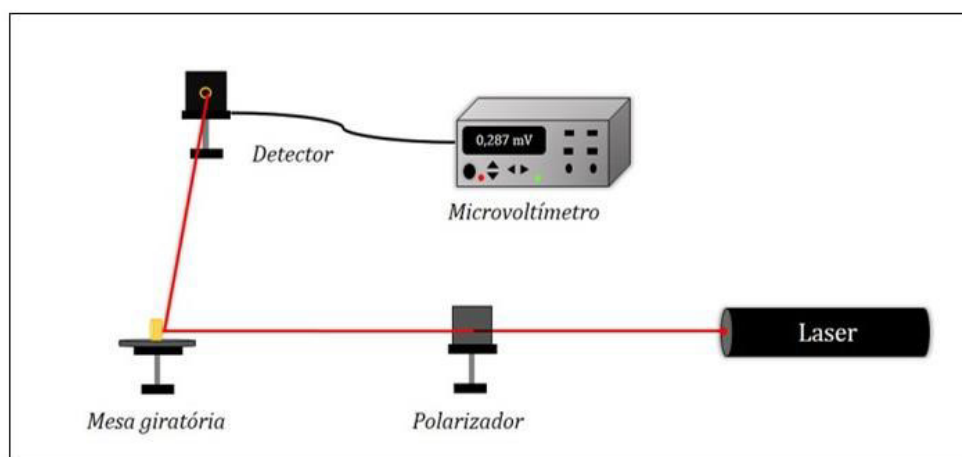 0,287 mV
Detector
Microvoltímetro
Laser
Mesa giratória
Polarizador